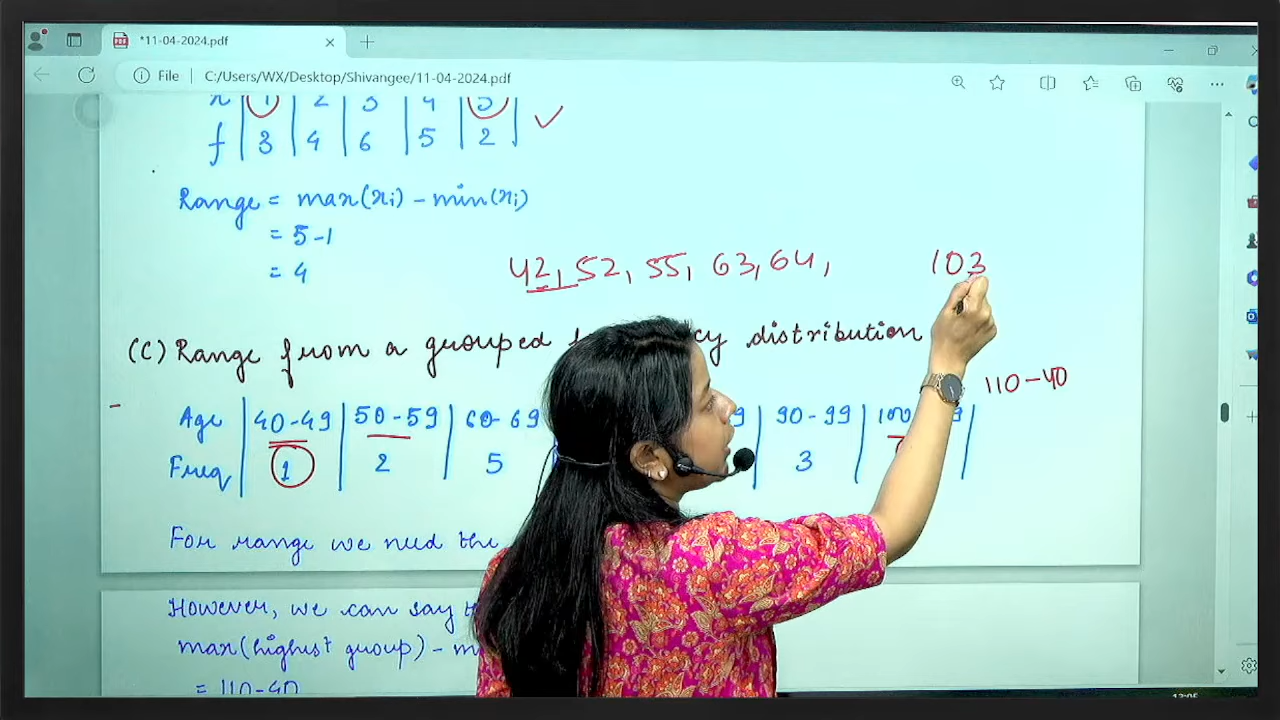 *11-04-2024.pdf
File C:/Users/WX/Desktop/Shivangee/11-04-2024.pdf
x | 1 | 2 | 3 | 4 | 5 |
f | 3 | 4 | 6 | 5 | 2 |
Range = max(xi) - min(xi)
= 5-1
= 4
42, 52, 55, 63, 64, 103
(C) Range from a grouped distribution
110-40
Age | 40-49 | 50-59 | 60-69 | 90-99 |
Freq | 1 | 2 | 5 | 3 |
For range we need the
However, we can say
max(highest group) -
= 110-40